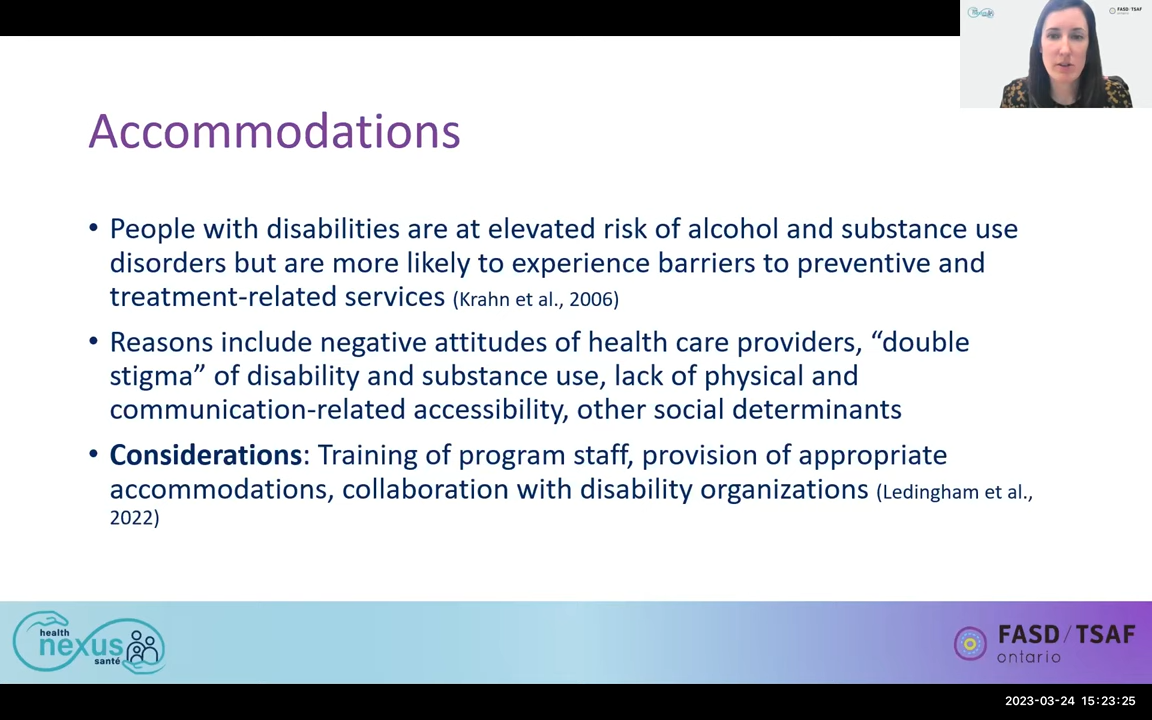 FASD/TSAF
Accommodations
• People with disabilities are at elevated risk of alcohol and substance use
disorders but are more likely to experience barriers to preventive and
treatment-related services (Krahn et al., 2006)
• Reasons include negative attitudes of health care providers, “double
stigma” of disability and substance use, lack of physical and
communication-related accessibility, other social determinants
• Considerations: Training of program staff, provision of appropriate
accommodations, collaboration with disability organizations (Ledingham et al.,
2022)
health
nexus
santé
FASD/TSAF
ontario
2023-03-24 15:23:25